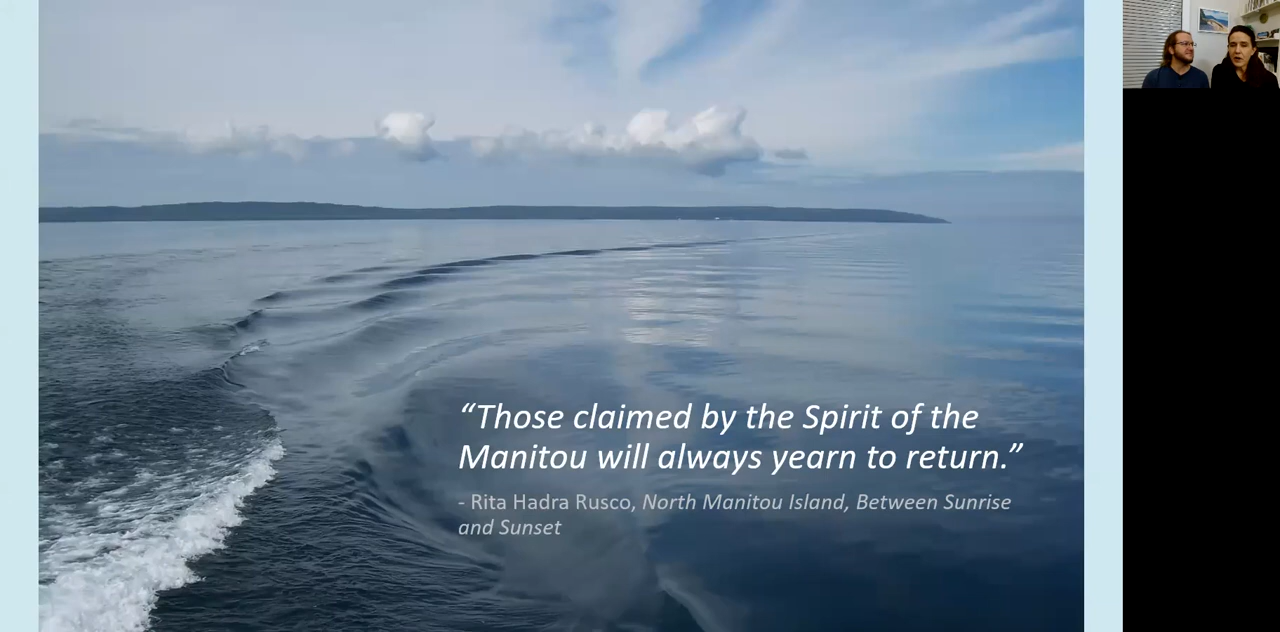 “Those claimed by the Spirit of the
Manitou will always yearn to return.”
- Rita Hadra Rusco, North Manitou Island, Between Sunrise
and Sunset